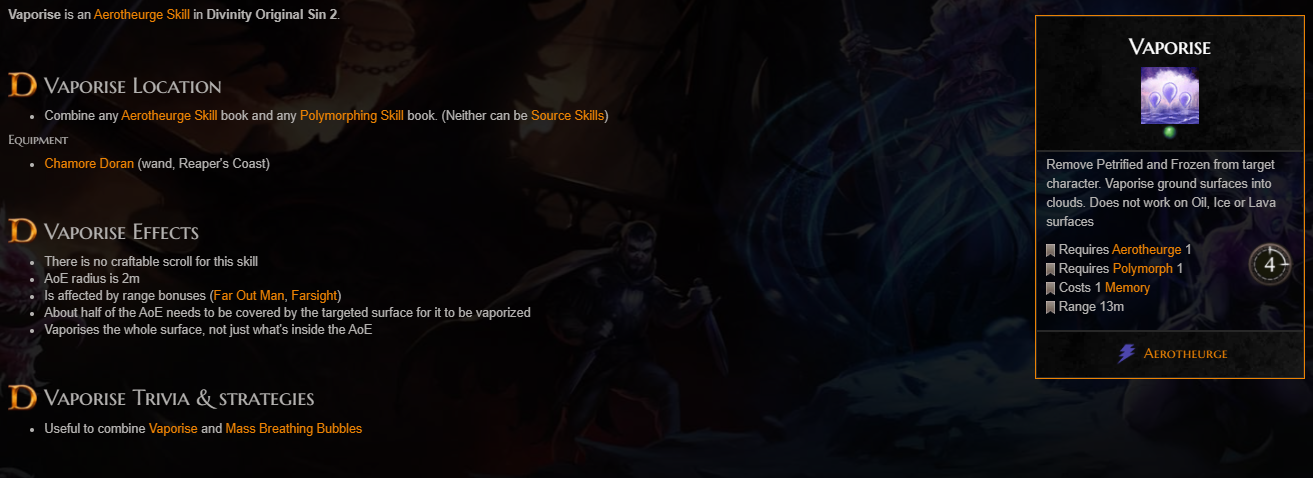 Vaporise is an Aerotheurge Skill in Divinity Original Sin 2.
Vaporise Location
Combine any Aerotheurge Skill book and any Polymorphing Skill book. (Neither can be Source Skills)
Equipment
Chamore Doran (wand, Reaper's Coast)
Vaporise Effects
There is no craftable scroll for this skill
AoE radius is 2m
Is affected by range bonuses (Far Out Man, Farsight)
About half of the AoE needs to be covered by the targeted surface for it to be vaporized
Vaporises the whole surface, not just what's inside the AoE
Vaporise Trivia & strategies
Useful to combine Vaporise and Mass Breathing Bubbles
Vaporise
Remove Petrified and Frozen from target
character. Vaporise ground surfaces into
clouds. Does not work on Oil, Ice or Lava
surfaces
Requires Aerotheurge 1
Requires Polymorph 1
Costs 1 Memory
Range 13m
4
Aerotheurge